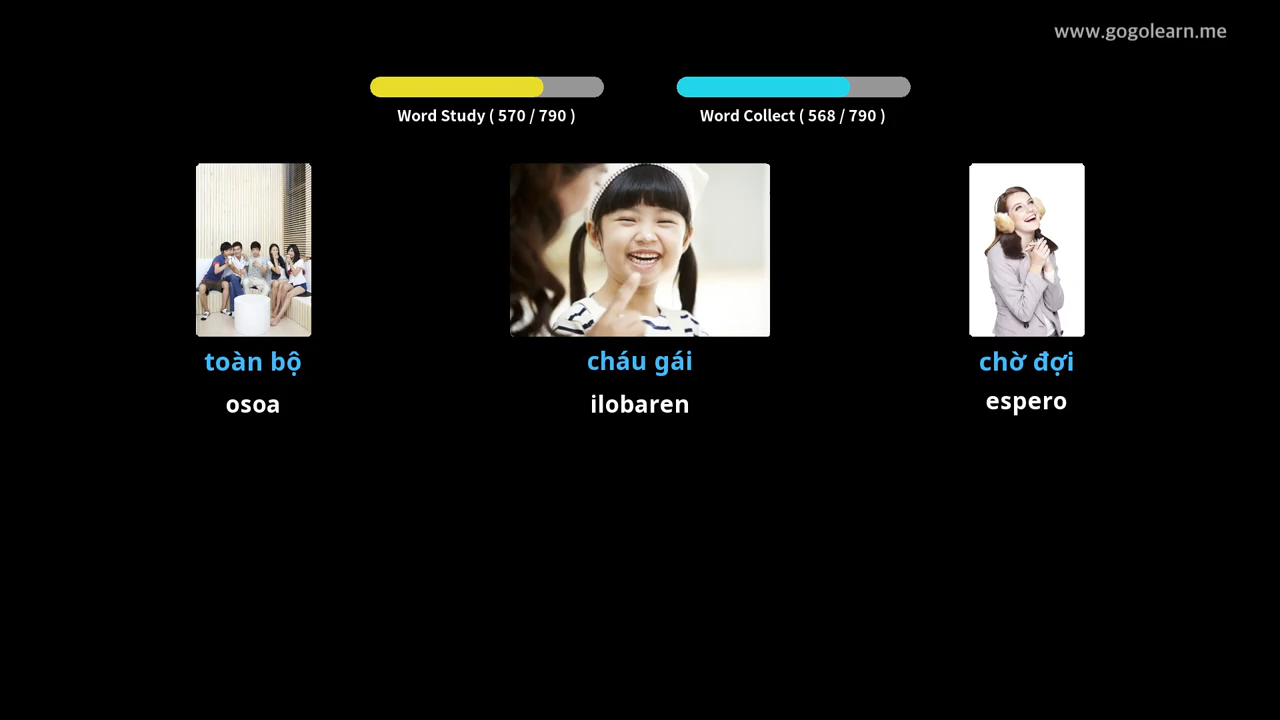 www.gogolearn.me
Word Study ( 570 / 790 )
Word Collect ( 568 / 790 )
toàn bộ
cháu gái
chờ đợi
osoa
ilobaren
espero